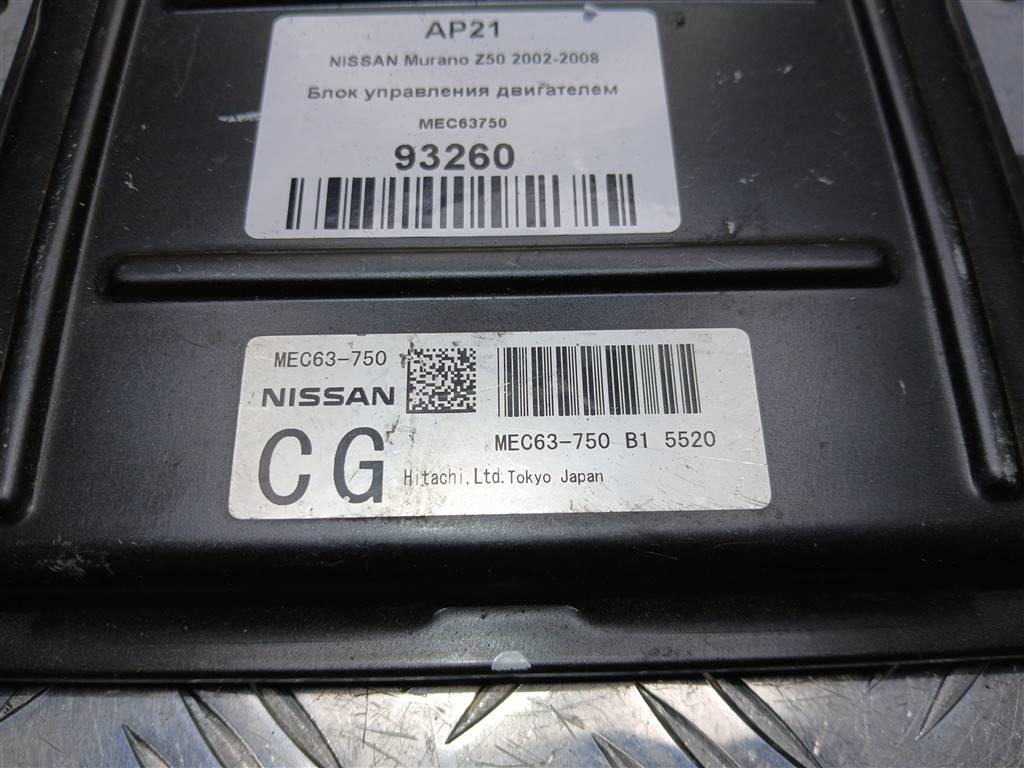 AP21
NISSAN Murano Z50 2002-2008
Блок управления двигателем
MEC63750
93260
MEC63-750
NISSAN
MEC63-750 B1 5520
CG
Hitachi,Ltd.Tokyo Japan